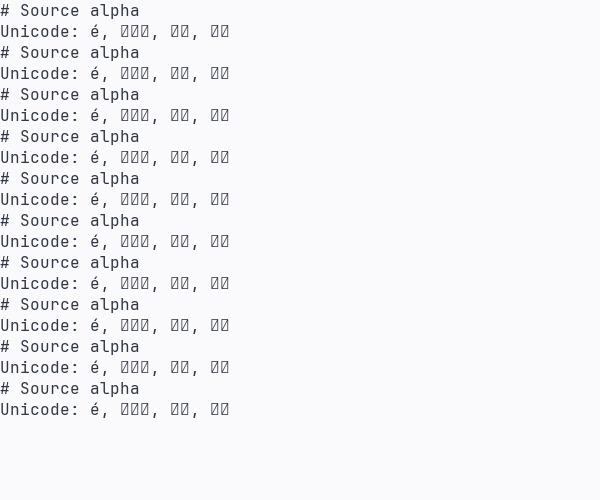 # Source alpha
Unicode: é, , ,
# Source alpha
Unicode: é, , ,
# Source alpha
Unicode: é, , ,
# Source alpha
Unicode: é, , ,
# Source alpha
Unicode: é, , ,
# Source alpha
Unicode: é, , ,
# Source alpha
Unicode: é, , ,
# Source alpha
Unicode: é, , ,
# Source alpha
Unicode: é, , ,
# Source alpha
Unicode: é, , ,